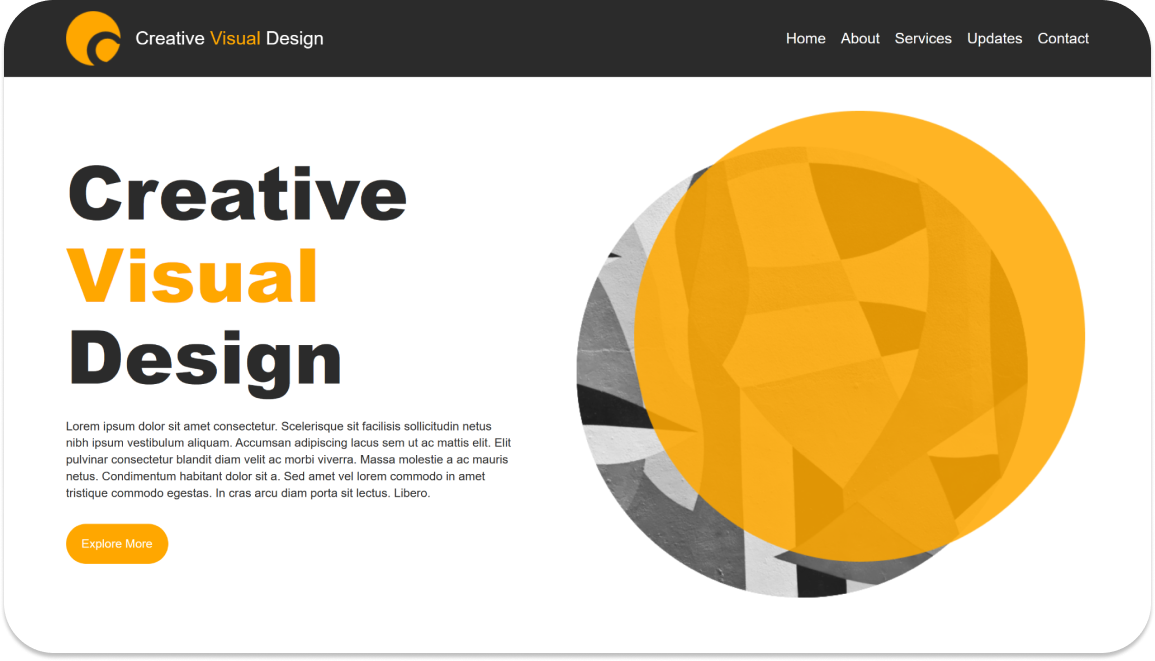 Creative Visual Design
Home About Services Updates Contact
Creative
Visual
Design
Lorem ipsum dolor sit amet consectetur. Scelerisque sit facilisis sollicitudin netus
nibh ipsum vestibulum aliquam. Accumsan adipiscing lacus sem ut ac mattis elit. Elit
pulvinar consectetur blandit diam velit ac morbi viverra. Massa molestie a ac mauris
netus. Condimentum habitant dolor sit a. Sed amet vel lorem commodo in amet
tristique commodo egestas. In cras arcu diam porta sit lectus. Libero.
Explore More